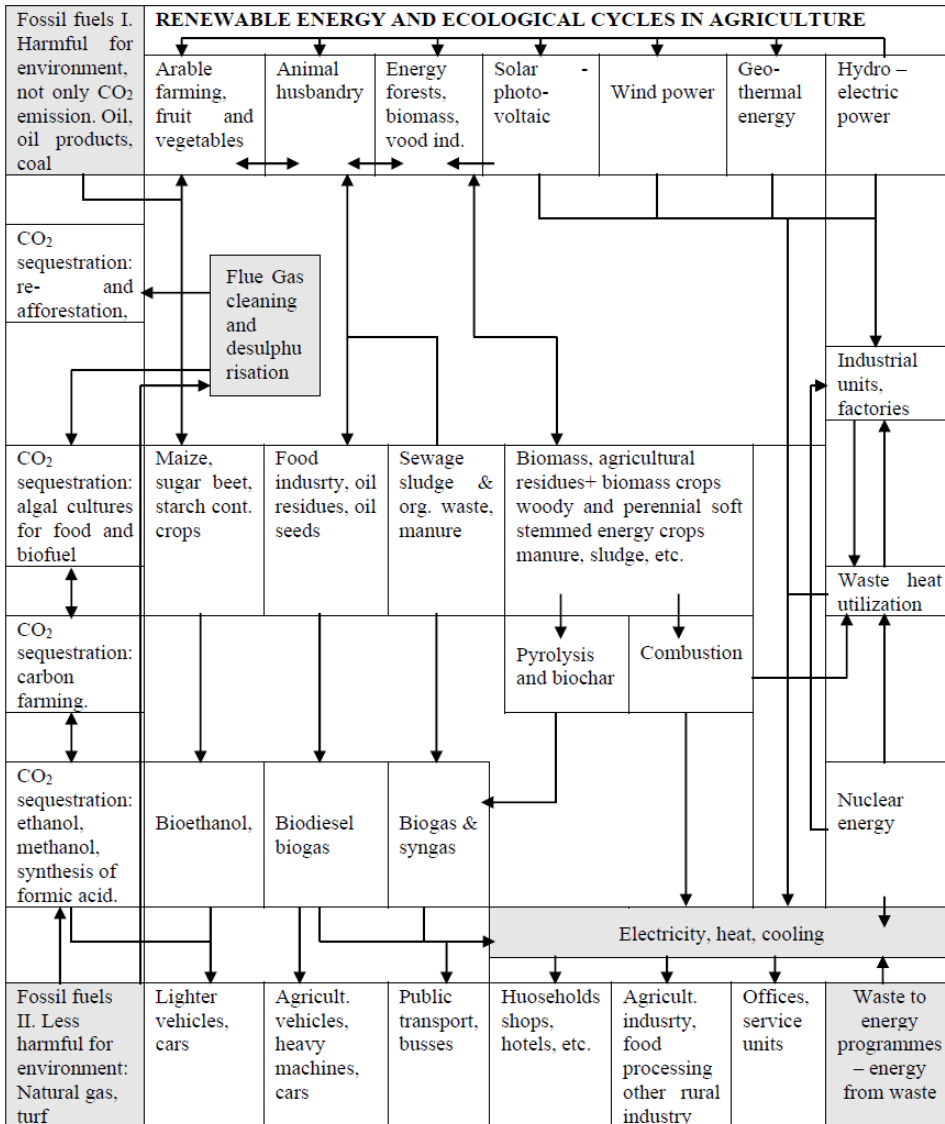 Fossil fuels I.
Harmful for
environment,
not only CO₂
emission. Oil,
oil products,
coal
RENEWABLE ENERGY AND ECOLOGICAL CYCLES IN AGRICULTURE
Arable
farming,
fruit and
vegetables
Animal
husbandry
Energy
forests,
biomass,
vood ind.
Solar -
photo-
voltaic
Wind power
Geo-
thermal
energy
Hydro –
electric
power
CO₂
sequestration:
re- and
afforestation,
Flue Gas
cleaning
and
desulphu
risation
Industrial
units,
factories
CO₂
sequestration:
algal cultures
for food and
biofuel
Maize,
sugar beet,
starch cont.
crops
Food
indusrty, oil
residues, oil
seeds
Sewage
sludge &
org. waste,
manure
Biomass, agricultural
residues+ biomass crops
woody and perennial soft
stemmed energy crops
manure, sludge, etc.
Waste heat
utilization
CO₂
sequestration:
carbon
farming.
Pyrolysis
and biochar
Combustion
CO₂
sequestration:
ethanol,
methanol,
synthesis of
formic acid.
Bioethanol,
Biodiesel
biogas
Biogas &
syngas
Nuclear
energy
Electricity, heat, cooling
Fossil fuels
II. Less
harmful for
environment:
Natural gas,
turf
Lighter
vehicles,
cars
Agricult.
vehicles,
heavy
machines,
cars
Public
transport,
busses
Huoseholds
shops,
hotels, etc.
Agricult.
indusrty,
food
processing
other rural
industry
Offices,
service
units
Waste to
energy
programmes
– energy
from waste